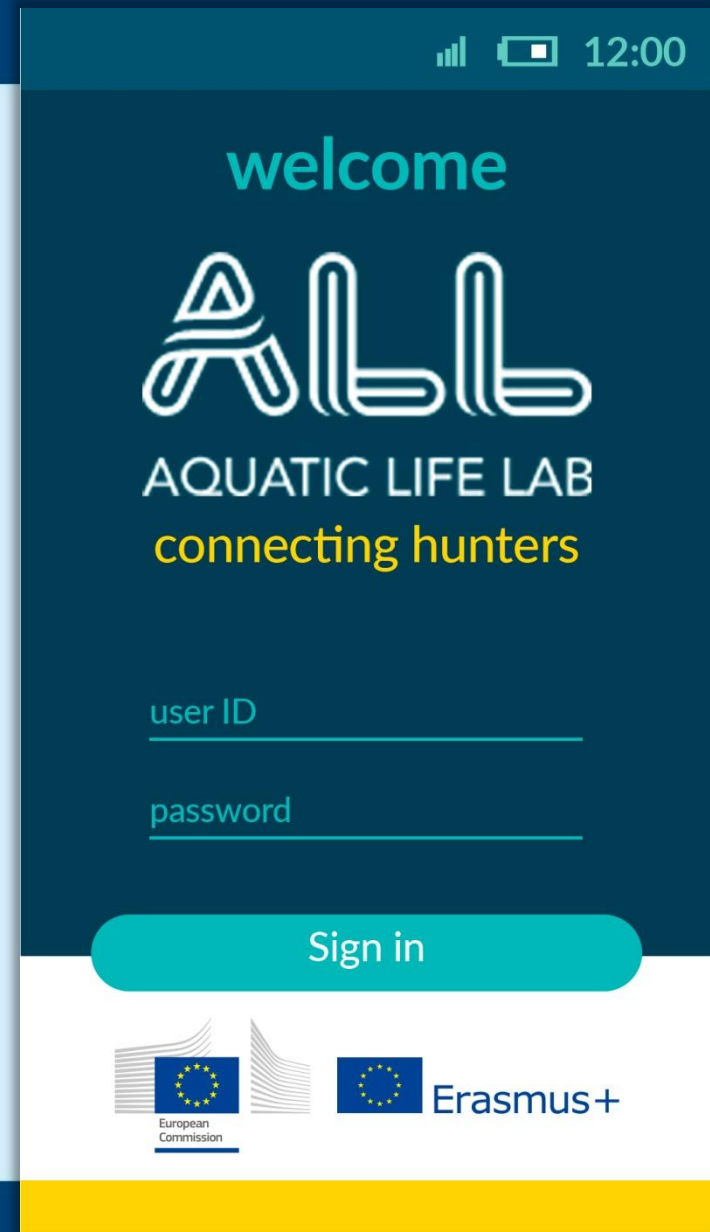 12:00
welcome
ALL
AQUATIC LIFE LAB
connecting hunters
user ID
password
Sign in
European
Commission
Erasmus+